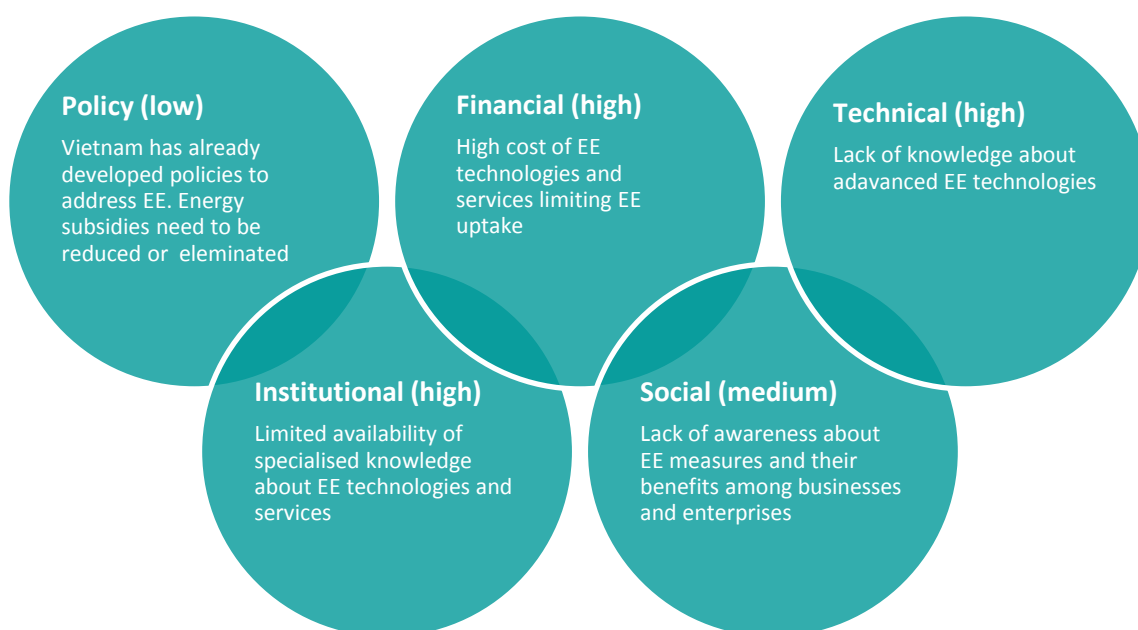 Policy (low)
Vietnam has already
developed policies to
address EE. Energy
subsidies need to be
reduced or  eleminated
Financial (high)
High cost of EE
technologies and
services limiting EE
uptake
Technical (high)
Lack of knowledge about
adavanced EE technologies
Institutional (high)
Limited availability of
specialised knowledge
about EE technologies and
services
Social (medium)
Lack of awareness about
EE measures and their
benefits among businesses
and enterprises